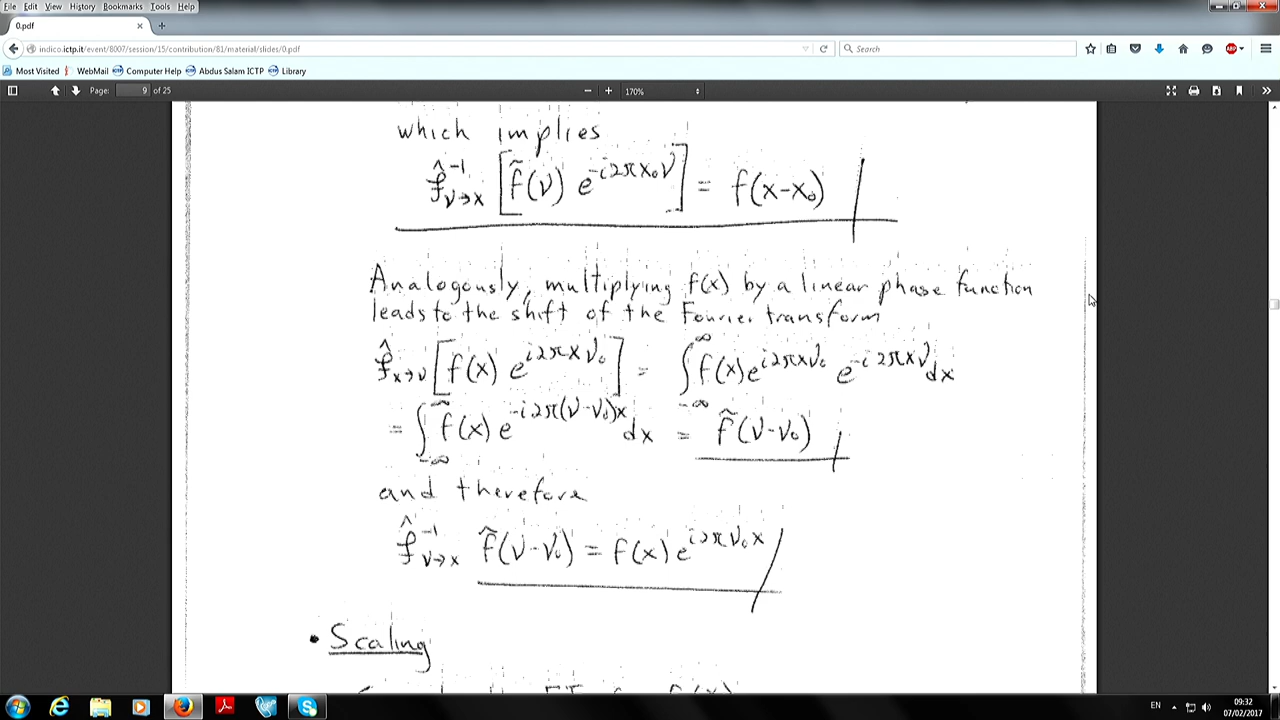 File Edit View History Bookmarks Tools Help
0.pdf
indico.ictp.it/event/8007/session/15/contribution/81/material/slides/0.pdf
Search
ABP
Most Visited WebMail Computer Help Abdus Salam ICTP Library
Page: 9 of 25
170%
which implies
f̂⁻¹_{ν→x} [f̃(ν) e^{-i2πx₀ν}] = f(x-x₀)
Analogously, multiplying f(x) by a linear phase function
leads to the shift of the Fourier transform
f̂_{x→ν} [f(x) e^{i2πxν₀}] = ∫_{-∞}^{∞} f(x) e^{i2πxν₀} e^{-i2πxν} dx
= ∫_{-∞}^{∞} f(x) e^{-i2π(ν-ν₀)x} dx = f̃(ν-ν₀)
and therefore
f̂⁻¹_{ν→x} f̃(ν-ν₀) = f(x) e^{i2πν₀x}
• Scaling
EN
09:32
07/02/2017